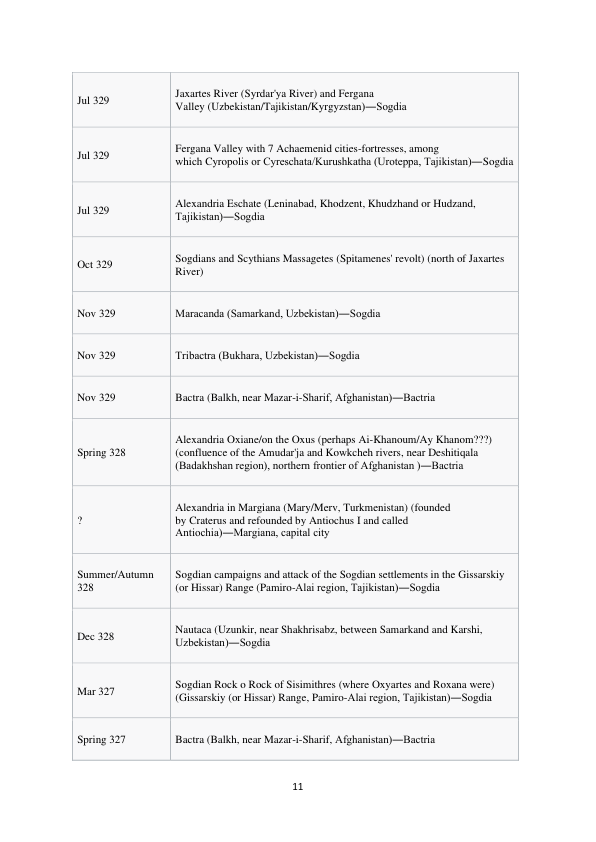 Jul 329
Jaxartes River (Syrdar'ya River) and Fergana
Valley (Uzbekistan/Tajikistan/Kyrgyzstan)—Sogdia
Jul 329
Fergana Valley with 7 Achaemenid cities-fortresses, among
which Cyropolis or Cyreschata/Kurushkatha (Uroteppa, Tajikistan)—Sogdia
Jul 329
Alexandria Eschate (Leninabad, Khodzent, Khudzhand or Hudzand,
Tajikistan)—Sogdia
Oct 329
Sogdians and Scythians Massagetes (Spitamenes' revolt) (north of Jaxartes
River)
Nov 329
Maracanda (Samarkand, Uzbekistan)—Sogdia
Nov 329
Tribactra (Bukhara, Uzbekistan)—Sogdia
Nov 329
Bactra (Balkh, near Mazar-i-Sharif, Afghanistan)—Bactria
Spring 328
Alexandria Oxiane/on the Oxus (perhaps Ai-Khanoum/Ay Khanom???)
(confluence of the Amudar'ja and Kowkcheh rivers, near Deshitiqala
(Badakhshan region), northern frontier of Afghanistan )—Bactria
?
Alexandria in Margiana (Mary/Merv, Turkmenistan) (founded
by Craterus and refounded by Antiochus I and called
Antiochia)—Margiana, capital city
Summer/Autumn
328
Sogdian campaigns and attack of the Sogdian settlements in the Gissarskiy
(or Hissar) Range (Pamiro-Alai region, Tajikistan)—Sogdia
Dec 328
Nautaca (Uzunkir, near Shakhrisabz, between Samarkand and Karshi,
Uzbekistan)—Sogdia
Mar 327
Sogdian Rock o Rock of Sisimithres (where Oxyartes and Roxana were)
(Gissarskiy (or Hissar) Range, Pamiro-Alai region, Tajikistan)—Sogdia
Spring 327
Bactra (Balkh, near Mazar-i-Sharif, Afghanistan)—Bactria
11